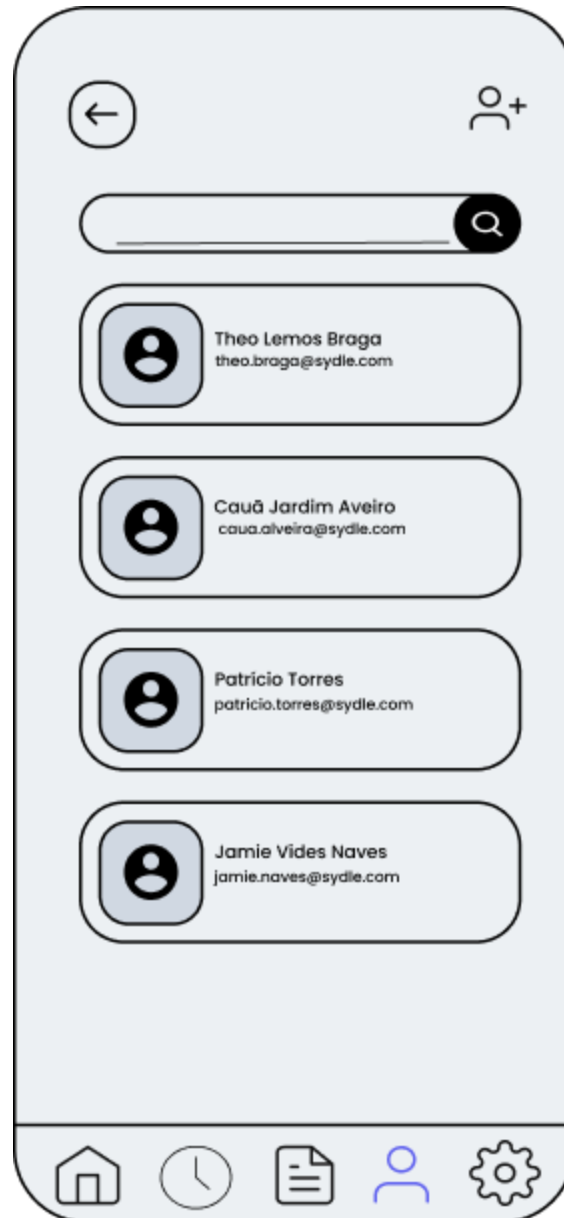 Theo Lemos Braga
theo.braga@sydle.com
Cauã Jardim Aveiro
caua.alveira@sydle.com
Patricio Torres
patricio.torres@sydle.com
Jamie Vides Naves
jamie.naves@sydle.com